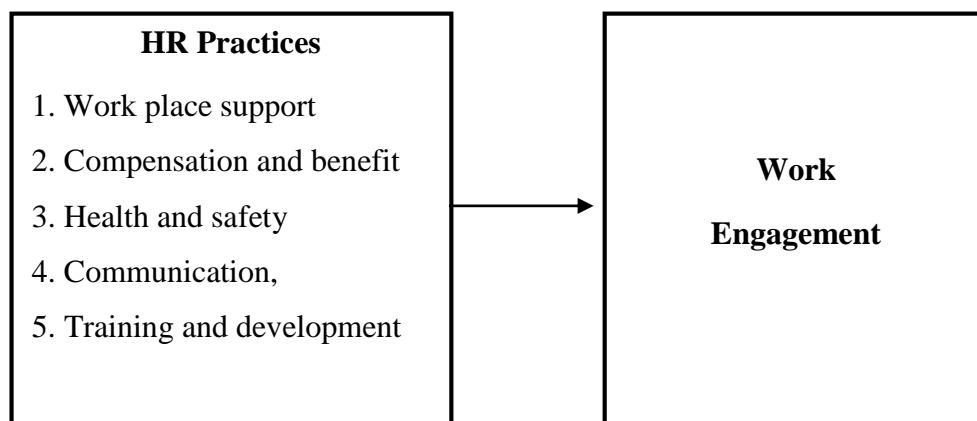 HR Practices
1. Work place support
2. Compensation and benefit
3. Health and safety
4. Communication,
5. Training and development
Work
Engagement